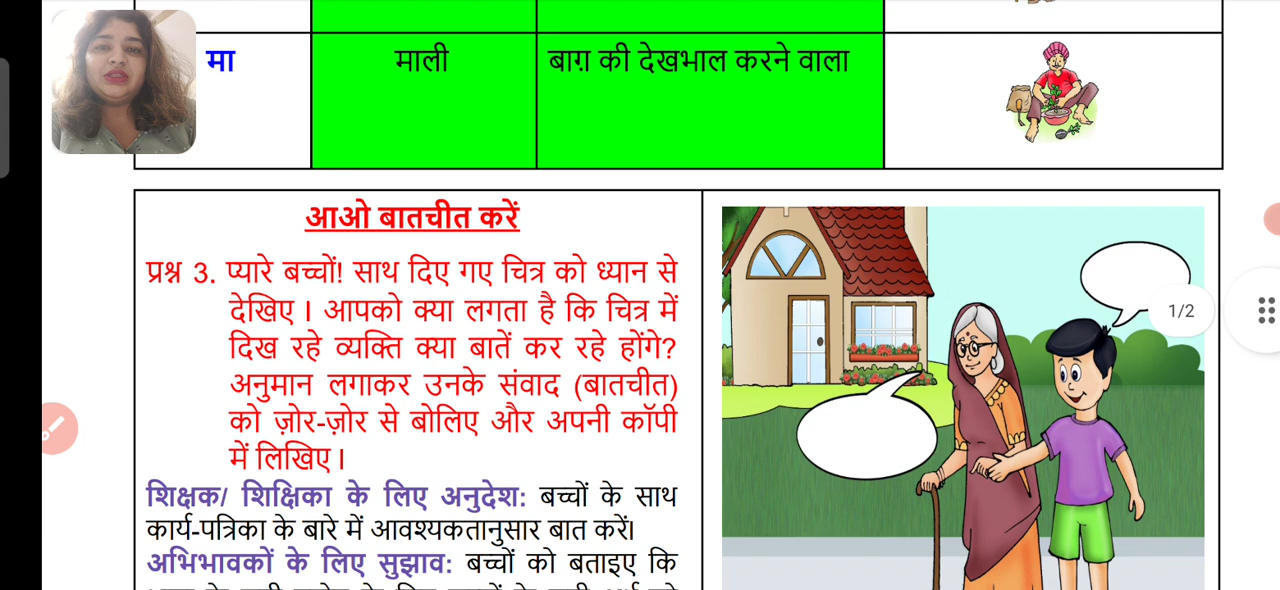 मा
माली
बाग़ की देखभाल करने वाला
आओ बातचीत करें
प्रश्न 3. प्यारे बच्चों! साथ दिए गए चित्र को ध्यान से
देखिए । आपको क्या लगता है कि चित्र में
दिख रहे व्यक्ति क्या बातें कर रहे होंगे?
अनुमान लगाकर उनके संवाद (बातचीत)
को ज़ोर-ज़ोर से बोलिए और अपनी कॉपी
में लिखिए ।
शिक्षक/ शिक्षिका के लिए अनुदेश: बच्चों के साथ
कार्य-पत्रिका के बारे में आवश्यकतानुसार बात करें।
अभिभावकों के लिए सुझाव: बच्चों को बताइए कि
1/2